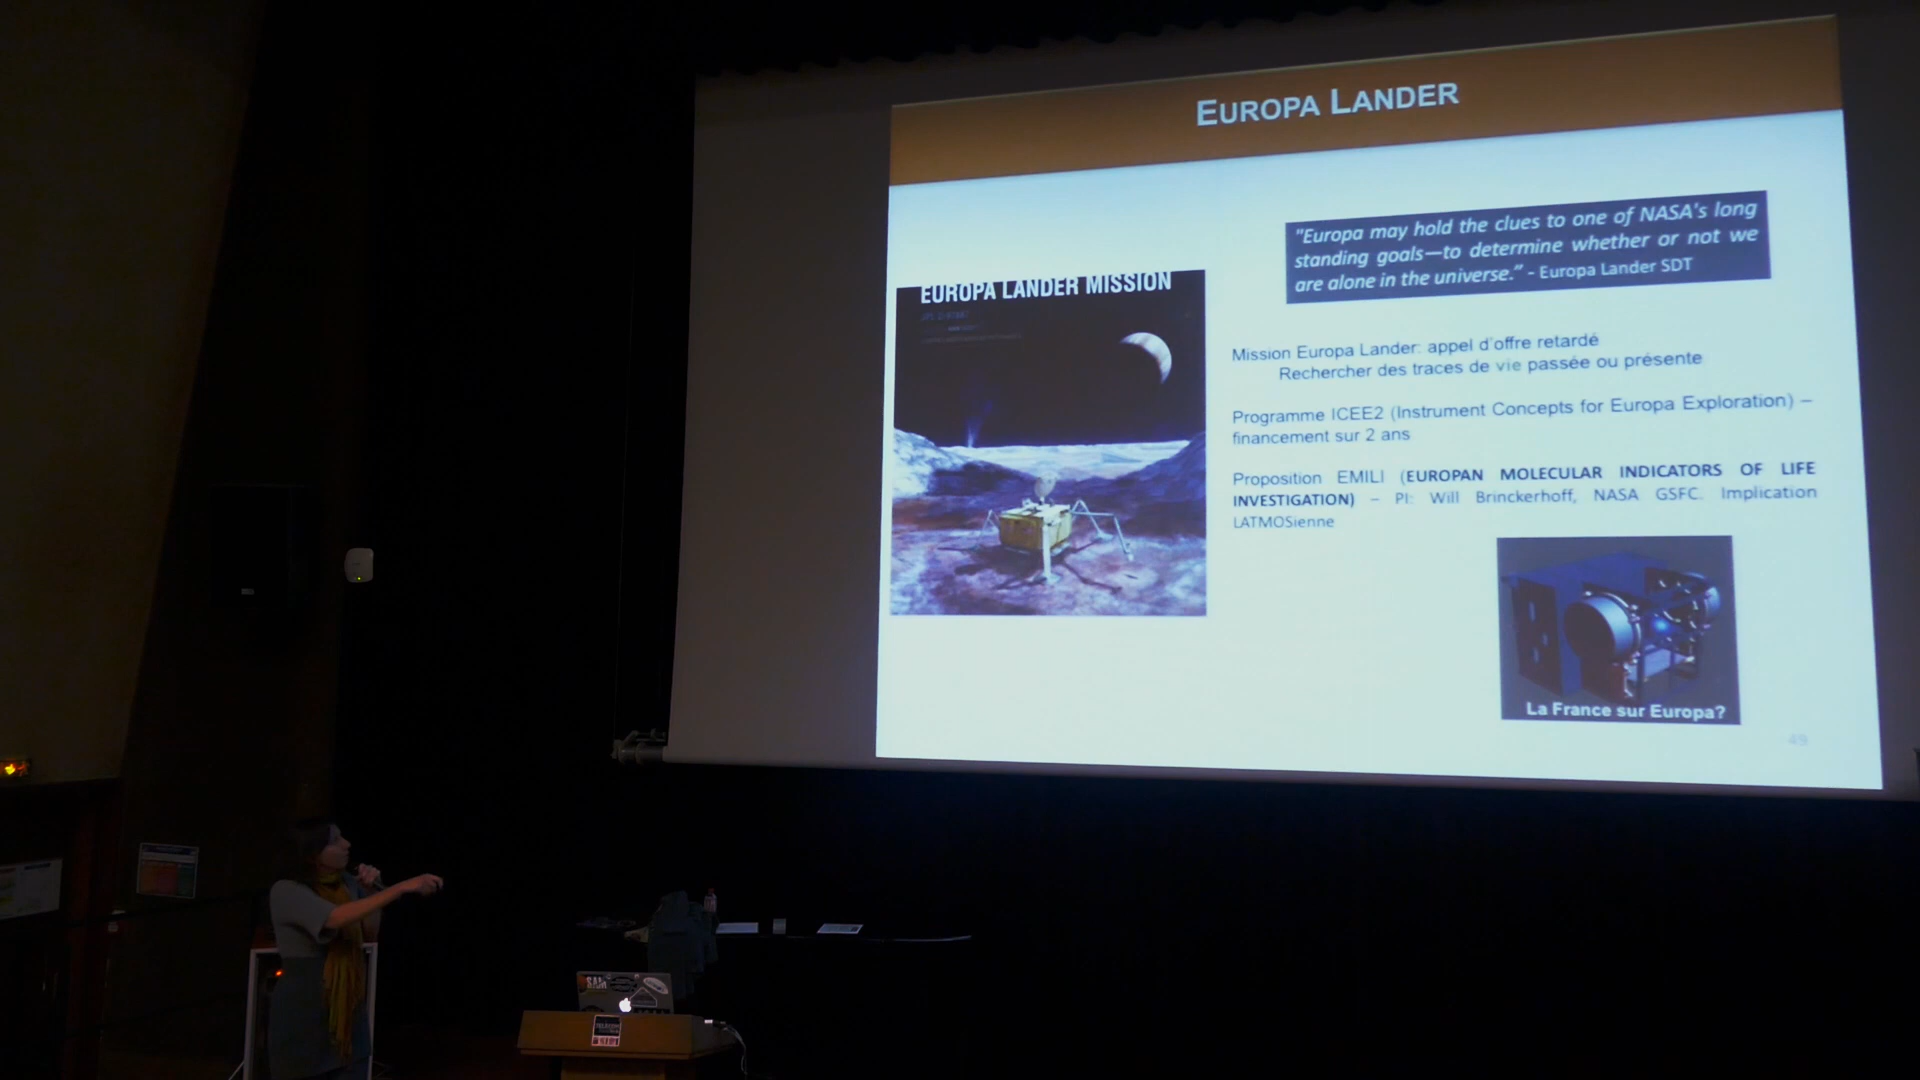 EUROPA LANDER
"Europa may hold the clues to one of NASA's long
standing goals—to determine whether or not we
are alone in the universe." - Europa Lander SDT
EUROPA LANDER MISSION
Mission Europa Lander: appel d'offre retardé
Rechercher des traces de vie passée ou présente
Programme ICEE2 (Instrument Concepts for Europa Exploration) –
financement sur 2 ans
Proposition EMILI (EUROPAN MOLECULAR INDICATORS OF LIFE
INVESTIGATION) – PI: Will Brinckerhoff, NASA GSFC. Implication
LATMOSienne
La France sur Europa?
49
SAM